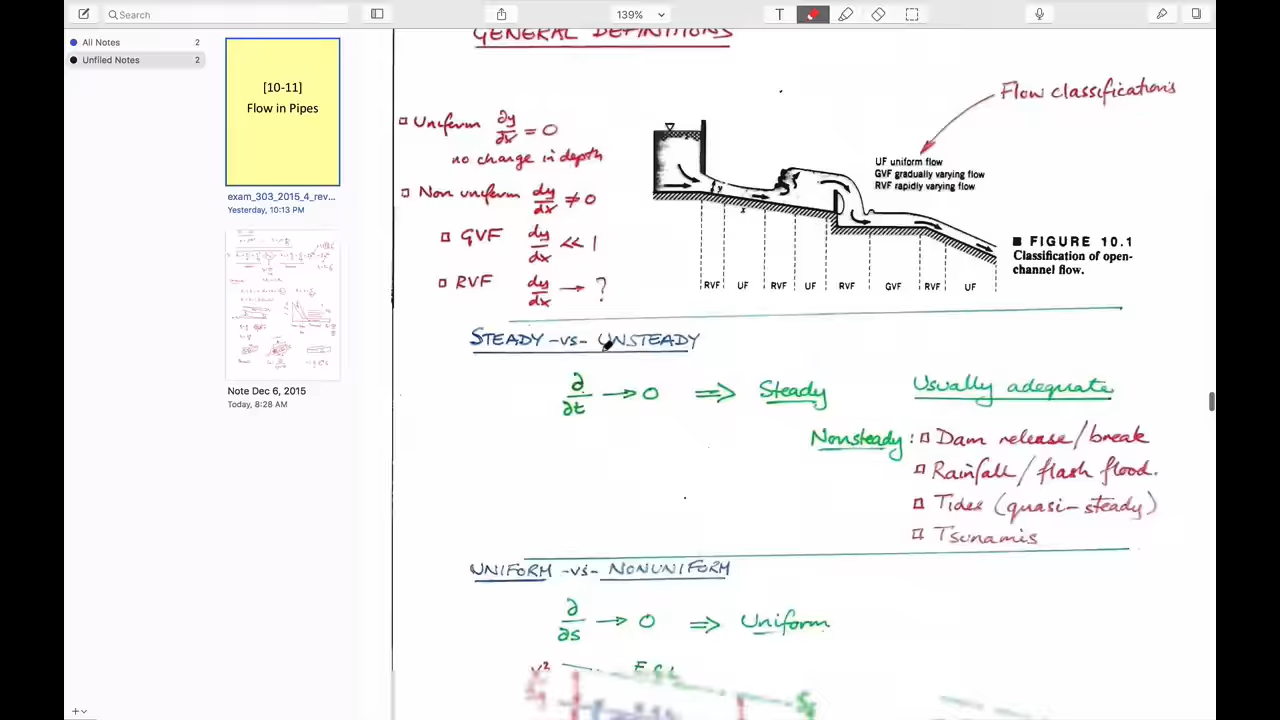 Search
139%
T
All Notes 2
Unfiled Notes 2
[10-11]
Flow in Pipes
exam_303_2015_4_rev...
Yesterday, 10:13 PM
Note Dec 6, 2015
Today, 8:28 AM
GENERAL DEFINITIONS
Flow classifications
Uniform ∂y/∂x = 0
no change in depth
Non uniform dy/dx ≠ 0
GVF dy/dx << 1
RVF dy/dx → ?
UF uniform flow
GVF gradually varying flow
RVF rapidly varying flow
y
x
■ FIGURE 10.1
Classification of open-
channel flow.
RVF UF RVF UF RVF GVF RVF UF
STEADY -vs- UNSTEADY
∂/∂t → 0 ⇒ Steady Usually adequate
Nonsteady: □ Dam release/break
□ Rainfall/flash flood.
□ Tides (quasi-steady)
□ Tsunamis
UNIFORM -vs- NONUNIFORM
∂/∂s → 0 ⇒ Uniform
V² E.G.L
Sf